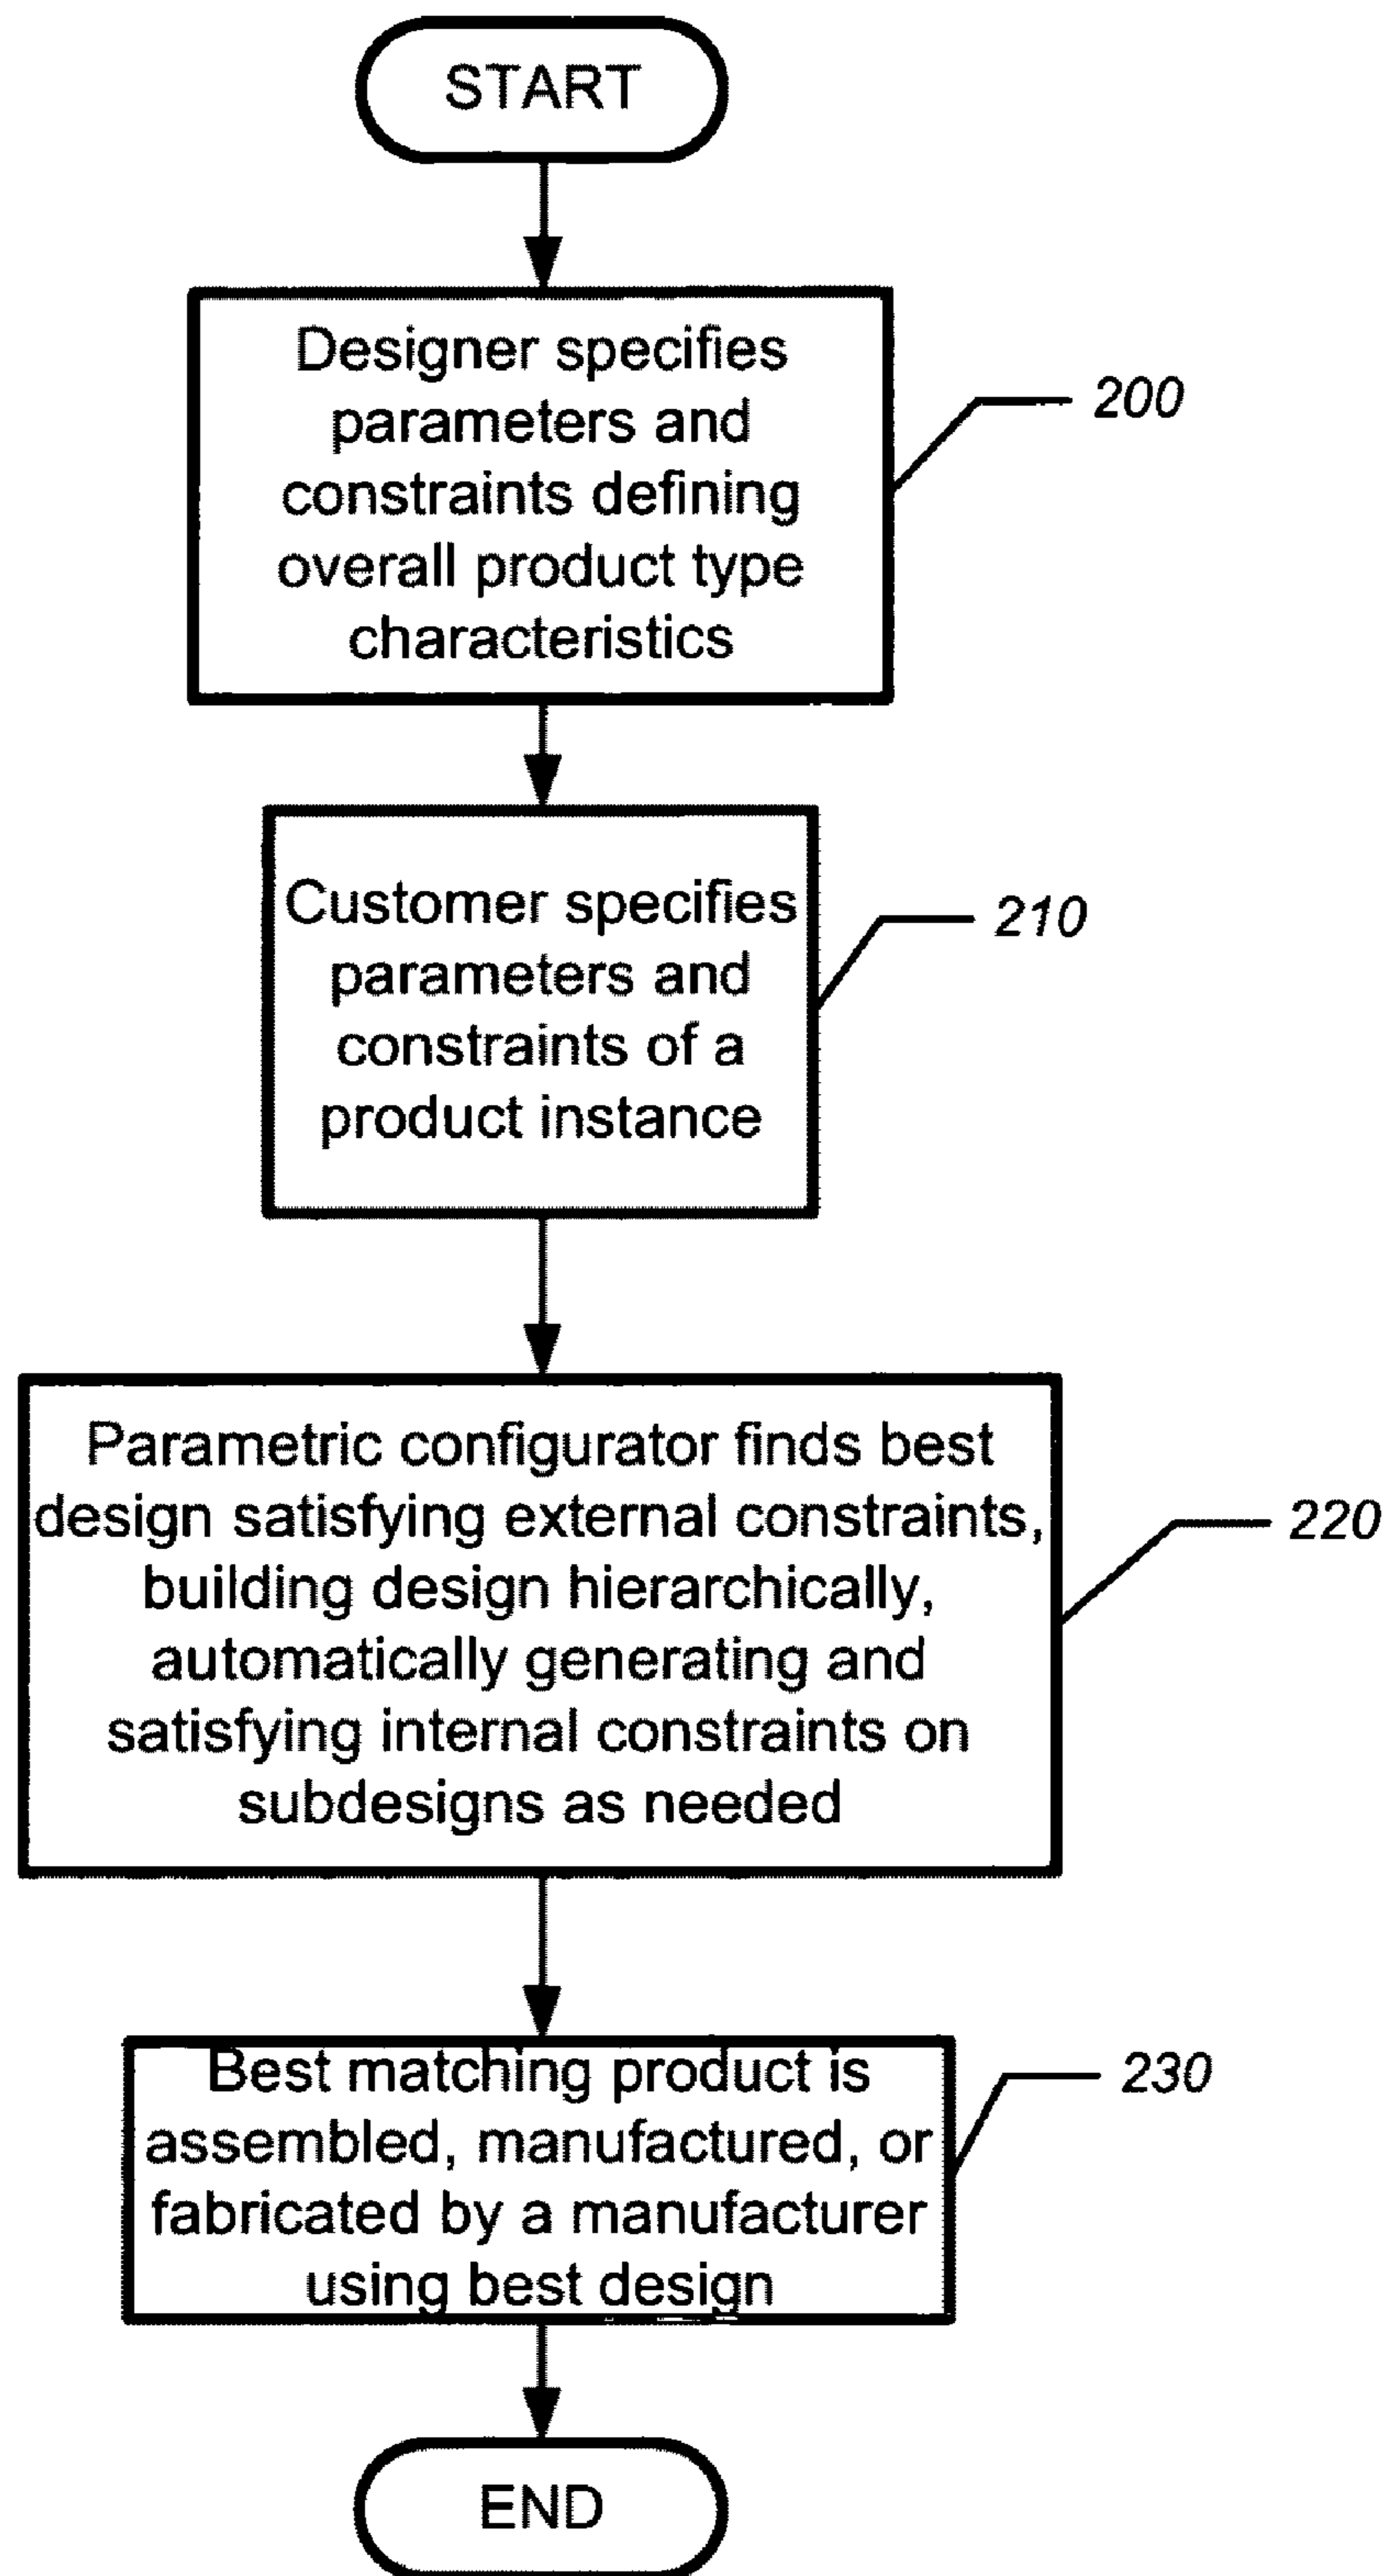 START
Designer specifies
parameters and
constraints defining
overall product type
characteristics
200
Customer specifies
parameters and
constraints of a
product instance
210
Parametric configurator finds best
design satisfying external constraints,
building design hierarchically,
automatically generating and
satisfying internal constraints on
subdesigns as needed
220
Best matching product is
assembled, manufactured, or
fabricated by a manufacturer
using best design
230
END